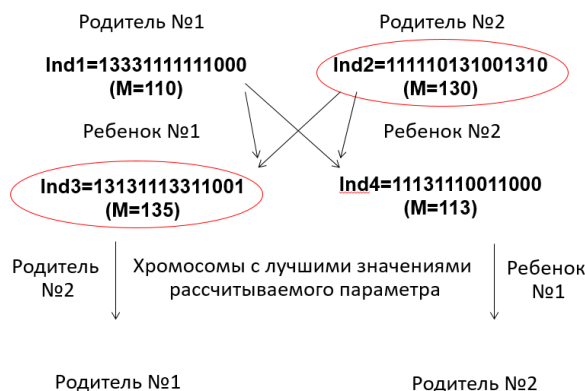 Родитель №1
Родитель №2
Ind1=13331111111000
(M=110)
Ind2=111110131001310
(M=130)
Ребенок №1
Ребенок №2
Ind3=13131113311001
(M=135)
Ind4=11131110011000
(M=113)
Родитель
№2
Хромосомы с лучшими значениями
рассчитываемого параметра
Ребенок
№1
Родитель №1
Родитель №2